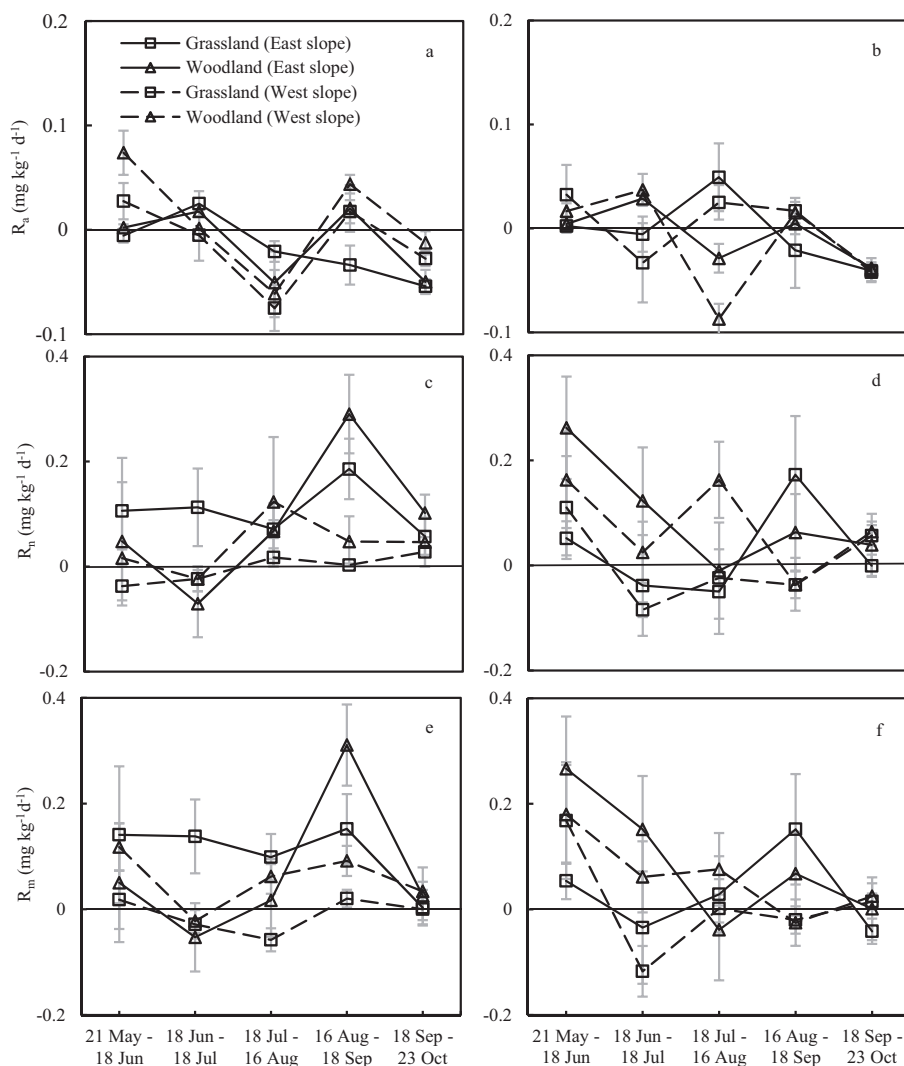 0.2
0.1
0
-0.1
Rₐ (mg kg⁻¹ d⁻¹)
Grassland (East slope)
Woodland (East slope)
Grassland (West slope)
Woodland (West slope)
a
0.2
0.1
0
-0.1
b
0.4
0.2
0
-0.2
Rₙ (mg kg⁻¹ d⁻¹)
c
0.4
0.2
0
-0.2
d
0.4
0.2
0
-0.2
Rₘ (mg kg⁻¹d⁻¹)
e
0.4
0.2
0
-0.2
f
21 May - 18 Jun - 18 Jul - 16 Aug - 18 Sep -
18 Jun 18 Jul 16 Aug 18 Sep 23 Oct
21 May - 18 Jun - 18 Jul - 16 Aug - 18 Sep -
18 Jun 18 Jul 16 Aug 18 Sep 23 Oct